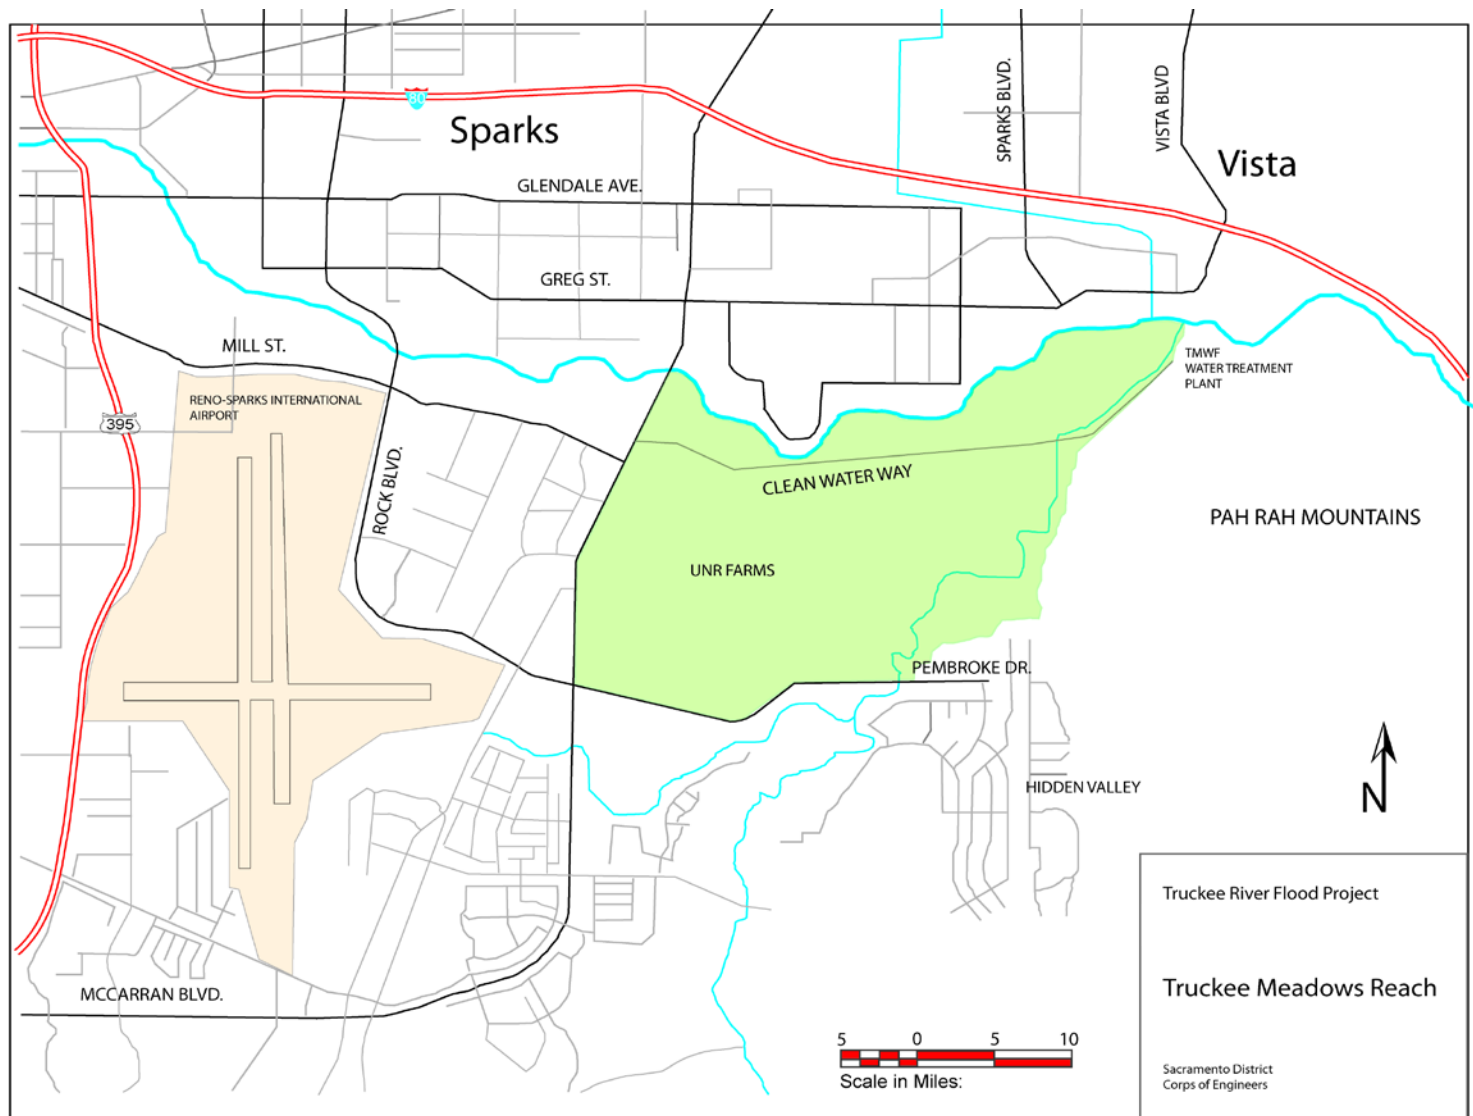 80
Sparks
SPARKS BLVD.
VISTA BLVD
Vista
GLENDALE AVE.
GREG ST.
MILL ST.
TMWF
WATER TREATMENT
PLANT
RENO-SPARKS INTERNATIONAL
AIRPORT
395
ROCK BLVD.
CLEAN WATER WAY
PAH RAH MOUNTAINS
UNR FARMS
PEMBROKE DR.
HIDDEN VALLEY
N
MCCARRAN BLVD.
5 0 5 10
Scale in Miles:
Truckee River Flood Project
Truckee Meadows Reach
Sacramento District
Corps of Engineers